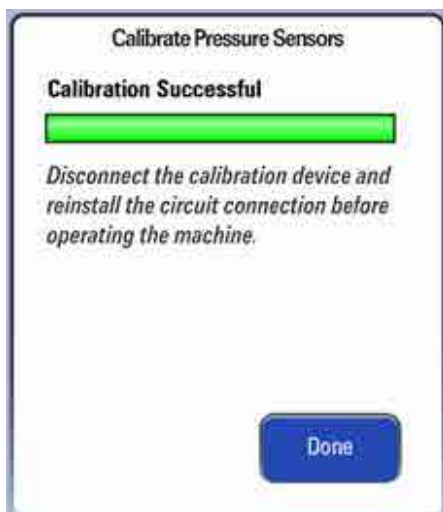 Calibrate Pressure Sensors
Calibration Successful
Disconnect the calibration device and
reinstall the circuit connection before
operating the machine.
Done